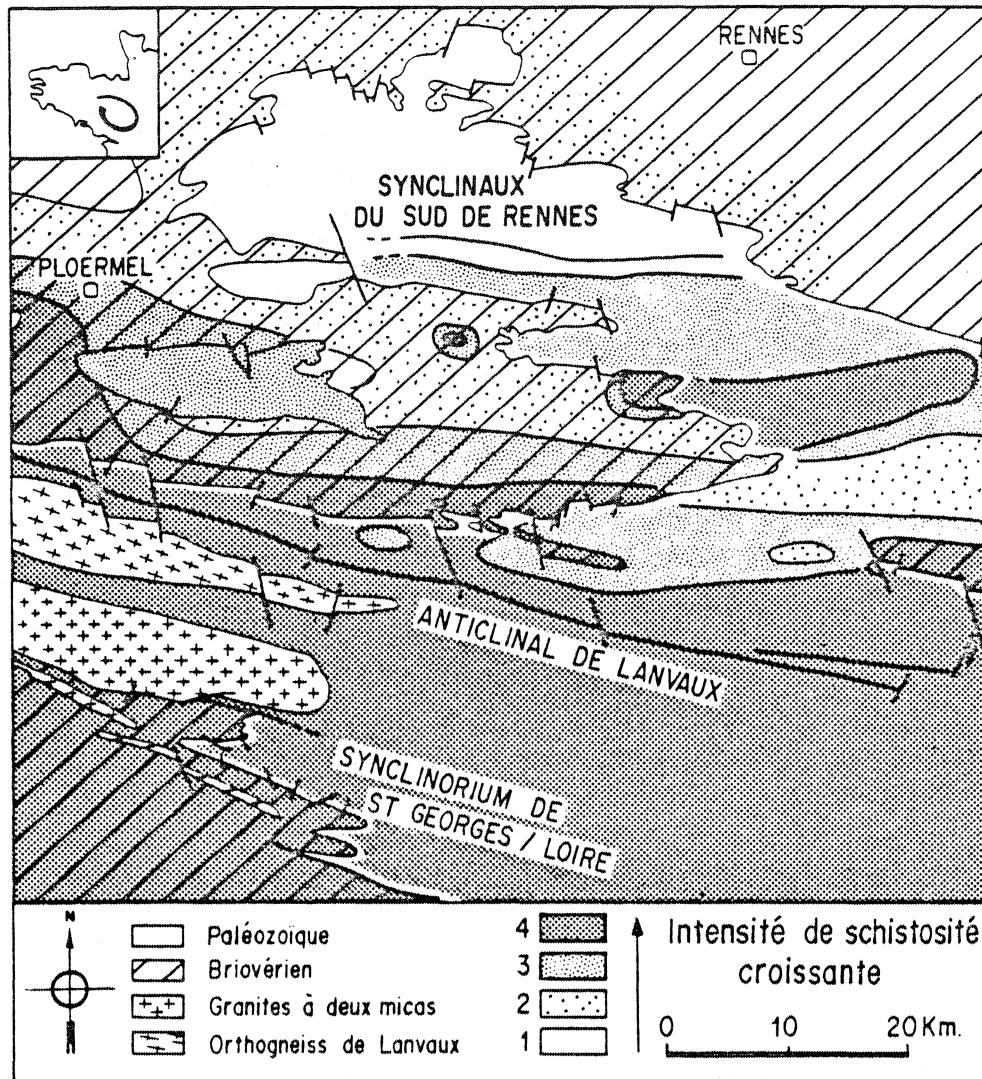 RENNES
SYNCLINAUX
DU SUD DE RENNES
PLOERMEL
ANTICLINAL DE LANVAUX
SYNCLINORIUM DE
ST GEORGES / LOIRE
N
Paléozoïque
Briovérien
Granites à deux micas
Orthogneiss de Lanvaux
4
3
2
1
Intensité de schistosité
croissante
0 10 20 Km.